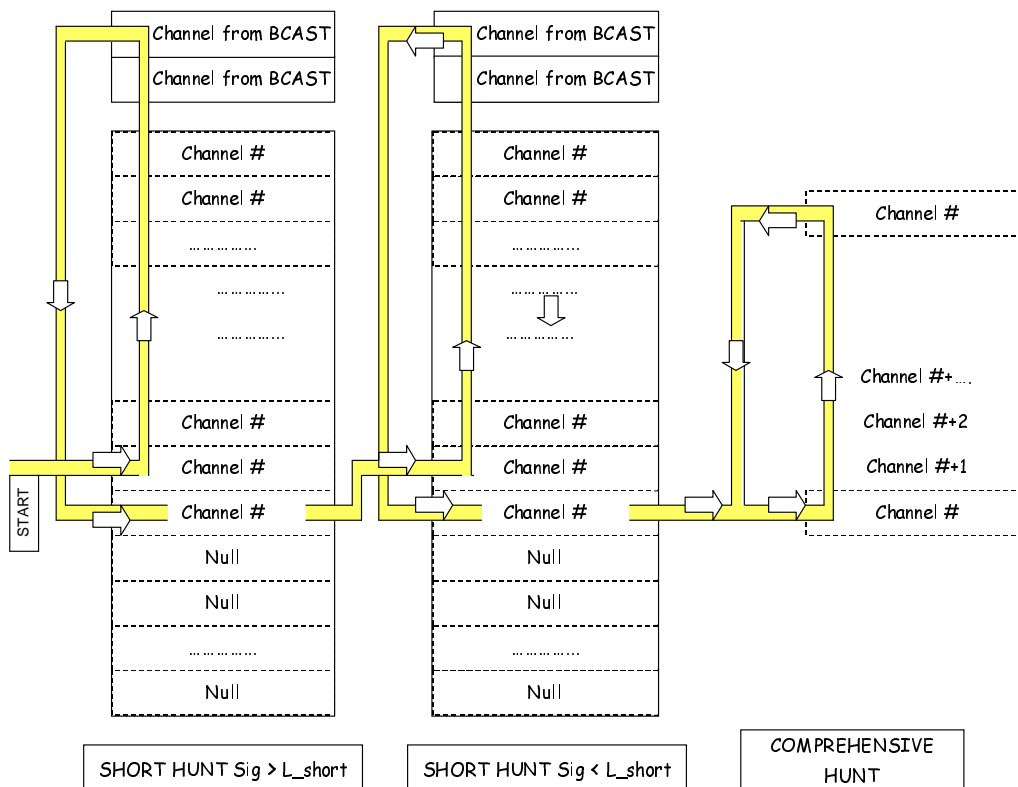 Channel from BCAST
Channel from BCAST
Channel #
Channel #
……………
……………
……………
Channel #
Channel #
Channel #
Null
Null
……………
Null
START
SHORT HUNT Sig > L_short
Channel from BCAST
Channel from BCAST
Channel #
Channel #
……………
……………
……………
Channel #
Channel #
Channel #
Null
Null
……………
Null
SHORT HUNT Sig < L_short
Channel #
Channel #+….
Channel #+2
Channel #+1
Channel #
COMPREHENSIVE
HUNT